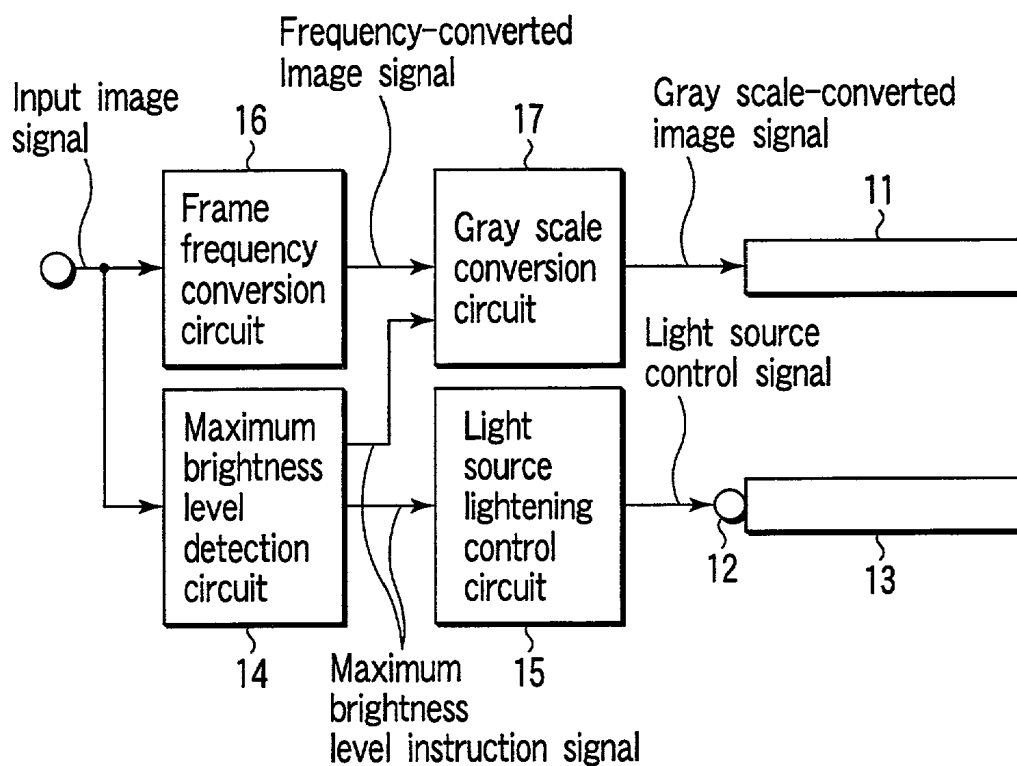 Frequency-converted
Image signal
Input image
signal
Gray scale-converted
image signal
16
17
11
Frame
frequency
conversion
circuit
Gray scale
conversion
circuit
Light source
control signal
Maximum
brightness
level
detection
circuit
Light
source
lightening
control
circuit
12
13
14
15
Maximum
brightness
level instruction signal